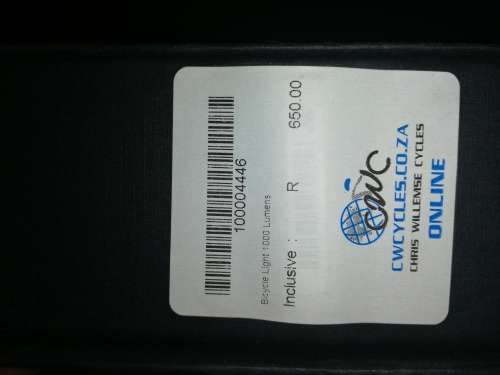 CWC
CWCYCLES.CO.ZA
CHRIS WILLEMSE CYCLES
ONLINE
Inclusive : R 650.00
Bicycle Light 1000 Lumens
100004446